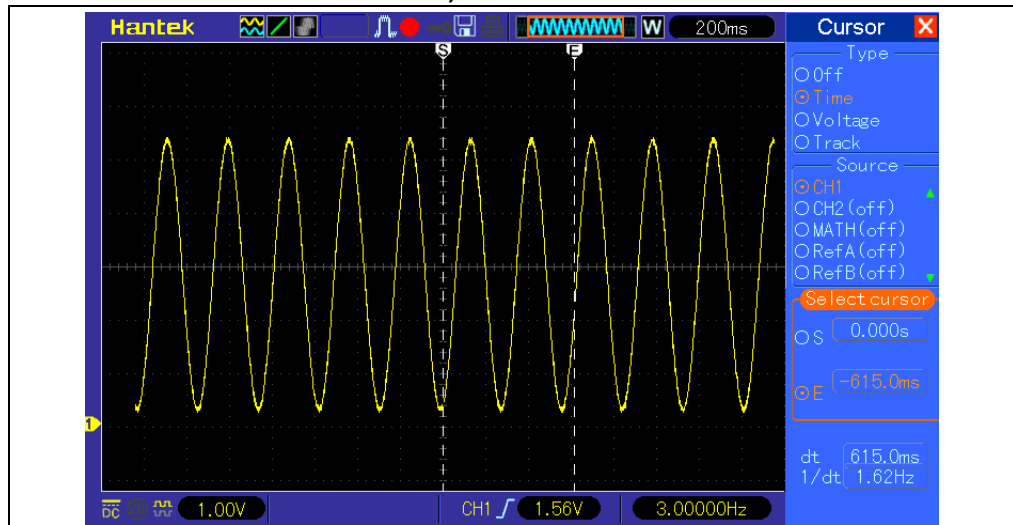 Hantek W 200ms Cursor X
S E
Type
Off
Time
Voltage
Track
Source
CH1
CH2(off)
MATH(off)
RefA(off)
RefB(off)
Select cursor
S 0.000s
E -615.0ms
dt 615.0ms
1/dt 1.62Hz
1
DC 1.00V CH1 1.56V 3.00000Hz